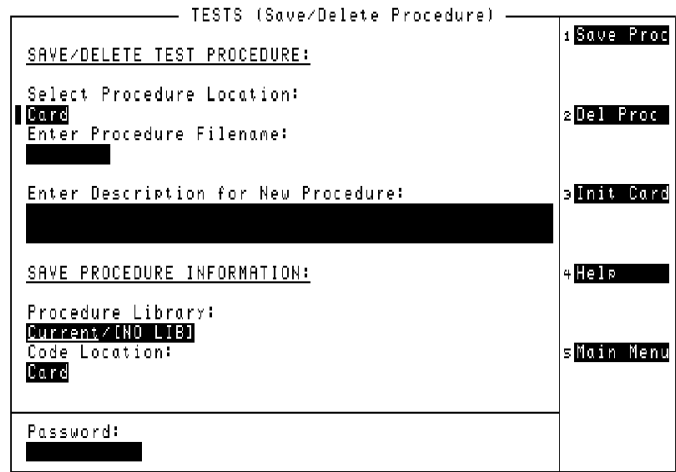 TESTS (Save/Delete Procedure)
SAVE/DELETE TEST PROCEDURE:
Select Procedure Location:
Card
Enter Procedure Filename:
Enter Description for New Procedure:
SAVE PROCEDURE INFORMATION:
Procedure Library:
Current/[NO LIB]
Code Location:
Card
Password:
1 Save Proc
2 Del Proc
3 Init Card
4 Help
5 Main Menu